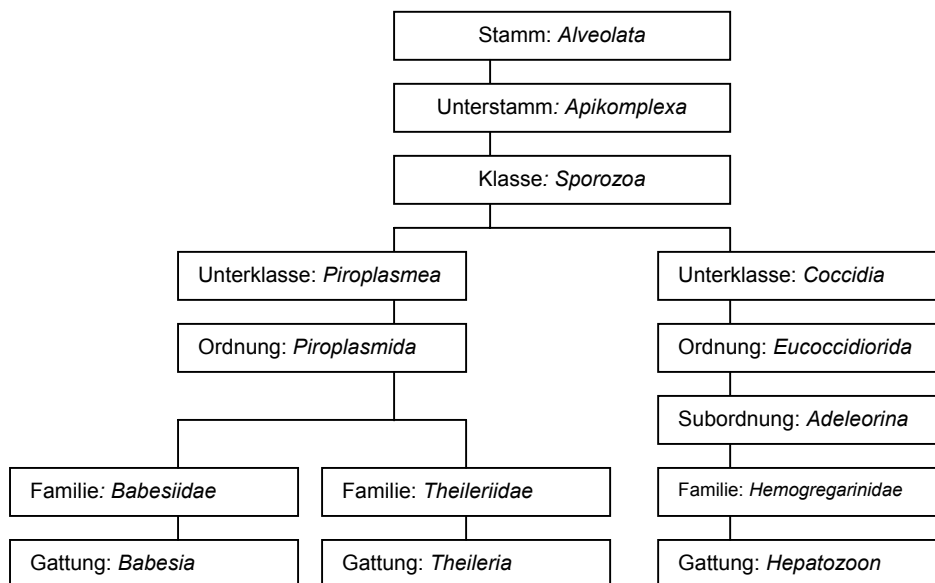 Stamm: Alveolata
Unterstamm: Apikomplexa
Klasse: Sporozoa
Unterklasse: Piroplasmea
Unterklasse: Coccidia
Ordnung: Piroplasmida
Ordnung: Eucoccidiorida
Subordnung: Adeleorina
Familie: Babesiidae
Familie: Theileriidae
Familie: Hemogregarinidae
Gattung: Babesia
Gattung: Theileria
Gattung: Hepatozoon